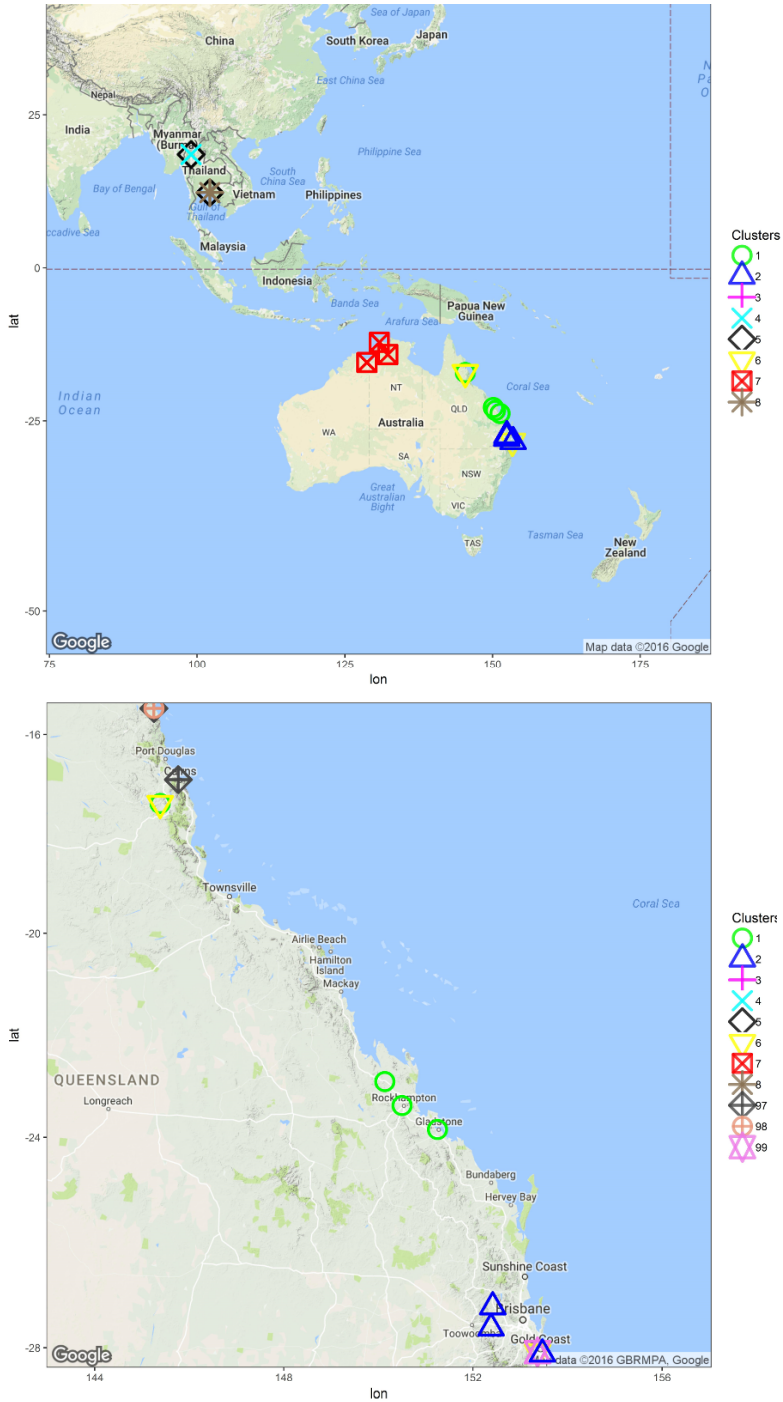 Sea of Japan
China
South Korea
Japan
East China Sea
25
Nepal
India
Myanmar
(Bur
Philippine Sea
Thailand
South
China Sea
Bay of Bengal
Vietnam
Philippines
Gulf of
Thailand
ccadive Sea
Malaysia
0
Indonesia
Banda Sea
Papua New
Guinea
Arafura Sea
Indian
Ocean
NT
Coral Sea
QLD
-25
Australia
WA
SA
NSW
Great
Australian
Bight
VIC
Tasman Sea
TAS
New
Zealand
-50
Google
Map data ©2016 Google
75
100
125
150
175
lon
lat
Clusters
1
2
3
4
5
6
7
8
-16
Port Douglas
Townsville
Coral Sea
-20
Airlie Beach
Hamilton
Island
Mackay
QUEENSLAND
Longreach
Rockhampton
Gladstone
-24
Bundaberg
Hervey Bay
Sunshine Coast
Brisbane
Toowoomba
Gold Coast
-28
Google
data ©2016 GBRMPA, Google
144
148
152
156
lon
lat
Clusters
1
2
3
4
5
6
7
8
97
98
99